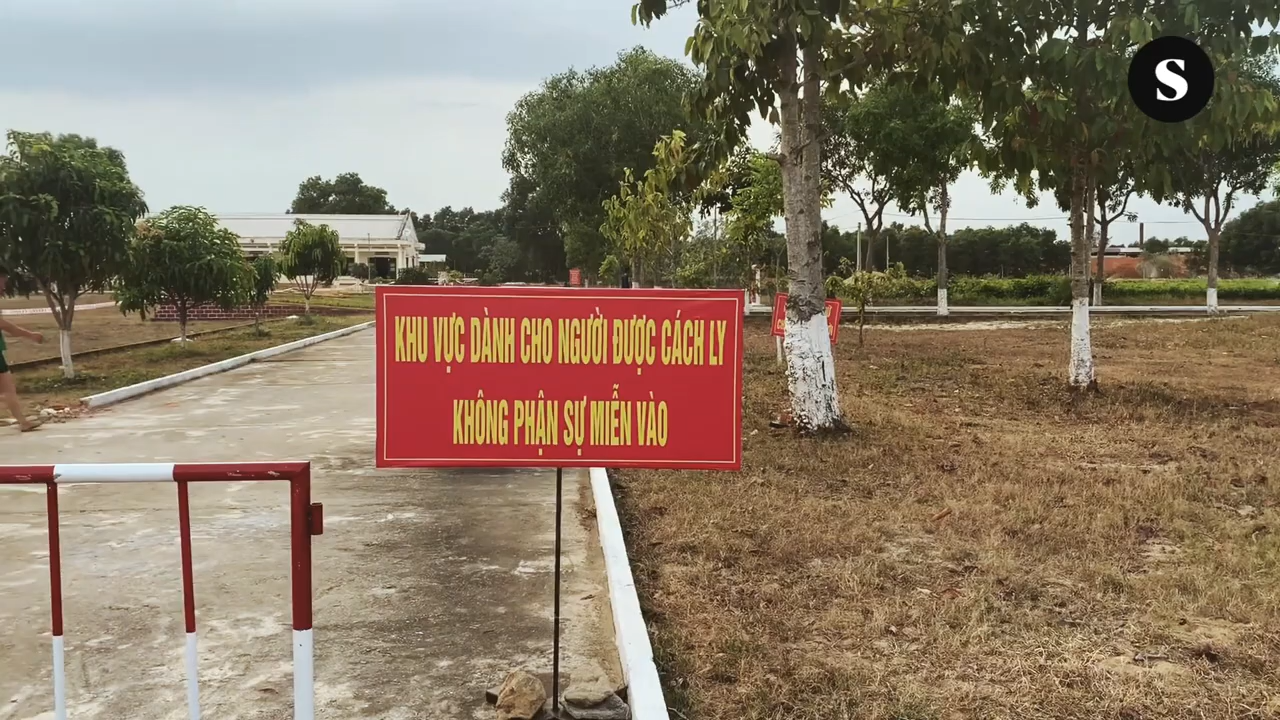 S
KHU VỰC DÀNH CHO NGƯỜI ĐƯỢC CÁCH LY
KHÔNG PHẬN SỰ MIỄN VÀO